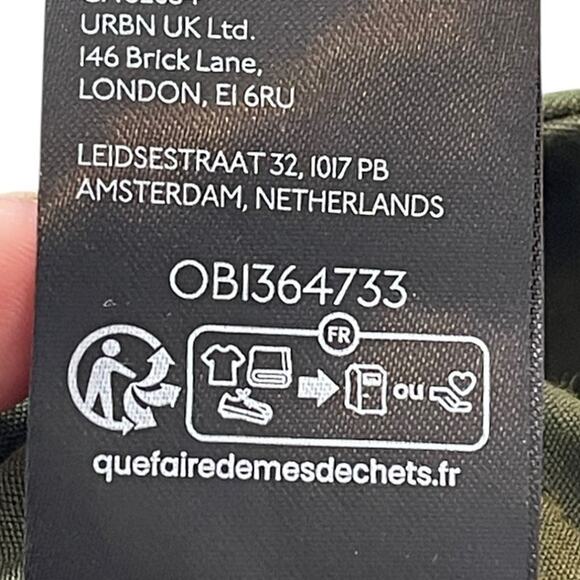 URBN UK Ltd.
146 Brick Lane,
LONDON, E1 6RU
LEIDSESTRAAT 32, 1017 PB
AMSTERDAM, NETHERLANDS
OB1364733
FR
ou
quefairedemesdechets.fr